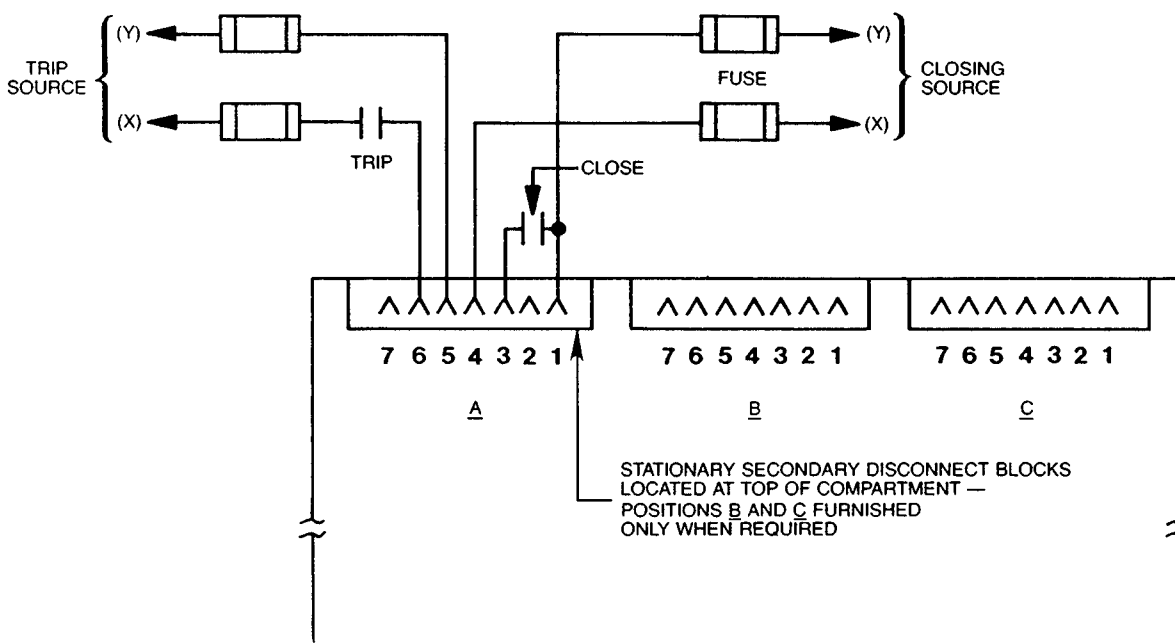 (Y)
(Y)
TRIP
SOURCE
FUSE
CLOSING
SOURCE
(X)
(X)
TRIP
CLOSE
7 6 5 4 3 2 1
7 6 5 4 3 2 1
7 6 5 4 3 2 1
A
B
C
STATIONARY SECONDARY DISCONNECT BLOCKS
LOCATED AT TOP OF COMPARTMENT —
POSITIONS B AND C FURNISHED
ONLY WHEN REQUIRED